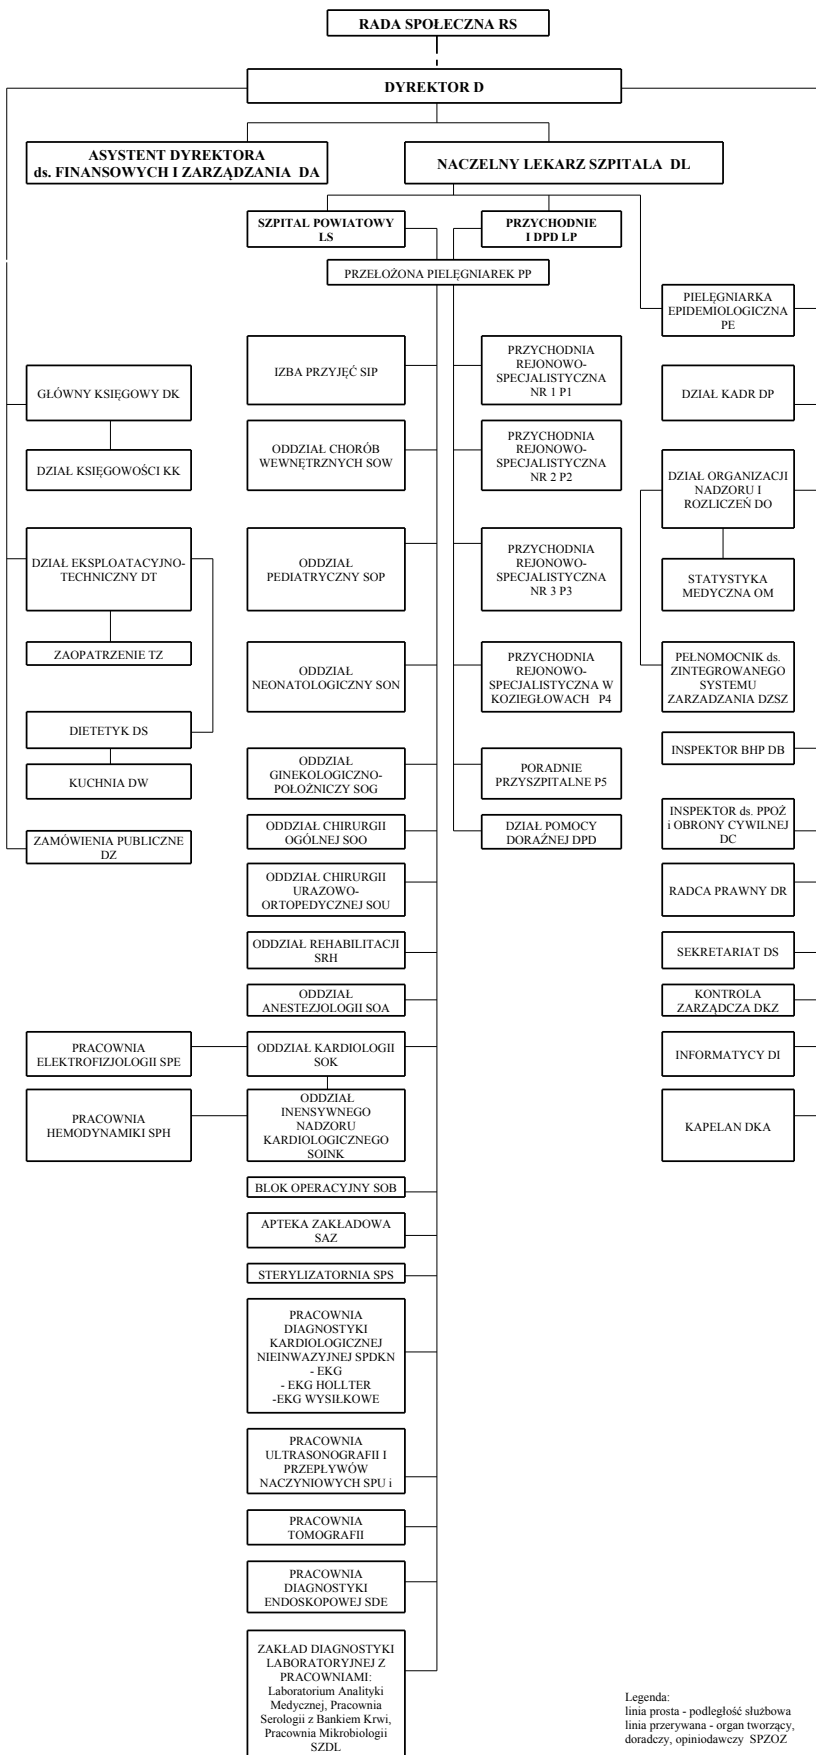 RADA SPOŁECZNA RS
DYREKTOR D
ASYSTENT DYREKTORA
ds. FINANSOWYCH I ZARZĄDZANIA DA
NACZELNY LEKARZ SZPITALA DL
SZPITAL POWIATOWY
LS
PRZYCHODNIE
I DPD LP
PRZEŁOŻONA PIELĘGNIAREK PP
PIELĘGNIARKA
EPIDEMIOLOGICZNA
PE
GŁÓWNY KSIĘGOWY DK
DZIAŁ KSIĘGOWOŚCI KK
DZIAŁ EKSPLOATACYJNO-
TECHNICZNY DT
ZAOPATRZENIE TZ
DIETETYK DS
KUCHNIA DW
ZAMÓWIENIA PUBLICZNE
DZ
PRACOWNIA
ELEKTROFIZJOLOGII SPE
PRACOWNIA
HEMODYNAMIKI SPH
IZBA PRZYJĘĆ SIP
ODDZIAŁ CHORÓB
WEWNĘTRZNYCH SOW
ODDZIAŁ
PEDIATRYCZNY SOP
ODDZIAŁ
NEONATOLOGICZNY SON
ODDZIAŁ
GINEKOLOGICZNO-
POŁOŻNICZY SOG
ODDZIAŁ CHIRURGII
OGÓLNEJ SOO
ODDZIAŁ CHIRURGII
URAZOWO-
ORTOPEDYCZNEJ SOU
ODDZIAŁ REHABILITACJI
SRH
ODDZIAŁ
ANESTEZJOLOGII SOA
ODDZIAŁ KARDIOLOGII
SOK
ODDZIAŁ
INENSYWNEGO
NADZORU
KARDIOLOGICZNEGO
SOINK
BLOK OPERACYJNY SOB
APTEKA ZAKŁADOWA
SAZ
STERYLIZATORNIA SPS
PRACOWNIA
DIAGNOSTYKI
KARDIOLOGICZNEJ
NIEINWAZYJNEJ SPDKN
- EKG
- EKG HOLLTER
-EKG WYSIŁKOWE
PRACOWNIA
ULTRASONOGRAFII I
PRZEPŁYWÓW
NACZYNIOWYCH SPU i
PRACOWNIA
TOMOGRAFII
PRACOWNIA
DIAGNOSTYKI
ENDOSKOPOWEJ SDE
ZAKŁAD DIAGNOSTYKI
LABORATORYJNEJ Z
PRACOWNIAMI:
Laboratorium Analityki
Medycznej, Pracownia
Serologii z Bankiem Krwi,
Pracownia Mikrobiologii
SZDL
PRZYCHODNIA
REJONOWO-
SPECJALISTYCZNA
NR 1 P1
PRZYCHODNIA
REJONOWO-
SPECJALISTYCZNA
NR 2 P2
PRZYCHODNIA
REJONOWO-
SPECJALISTYCZNA
NR 3 P3
PRZYCHODNIA
REJONOWO-
SPECJALISTYCZNA W
KOZIEGŁOWACH P4
PORADNIE
PRZYSZPITALNE P5
DZIAŁ POMOCY
DORAŹNEJ DPD
DZIAŁ KADR DP
DZIAŁ ORGANIZACJI
NADZORU I
ROZLICZEŃ DO
STATYSTYKA
MEDYCZNA OM
PEŁNOMOCNIK ds.
ZINTEGROWANEGO
SYSTEMU
ZARZADZANIA DZSZ
INSPEKTOR BHP DB
INSPEKTOR ds. PPOŻ
i OBRONY CYWILNEJ
DC
RADCA PRAWNY DR
SEKRETARIAT DS
KONTROLA
ZARZĄDCZA DKZ
INFORMATYCY DI
KAPELAN DKA
Legenda:
linia prosta - podległość służbowa
linia przerywana - organ tworzący,
doradczy, opiniodawczy SPZOZ